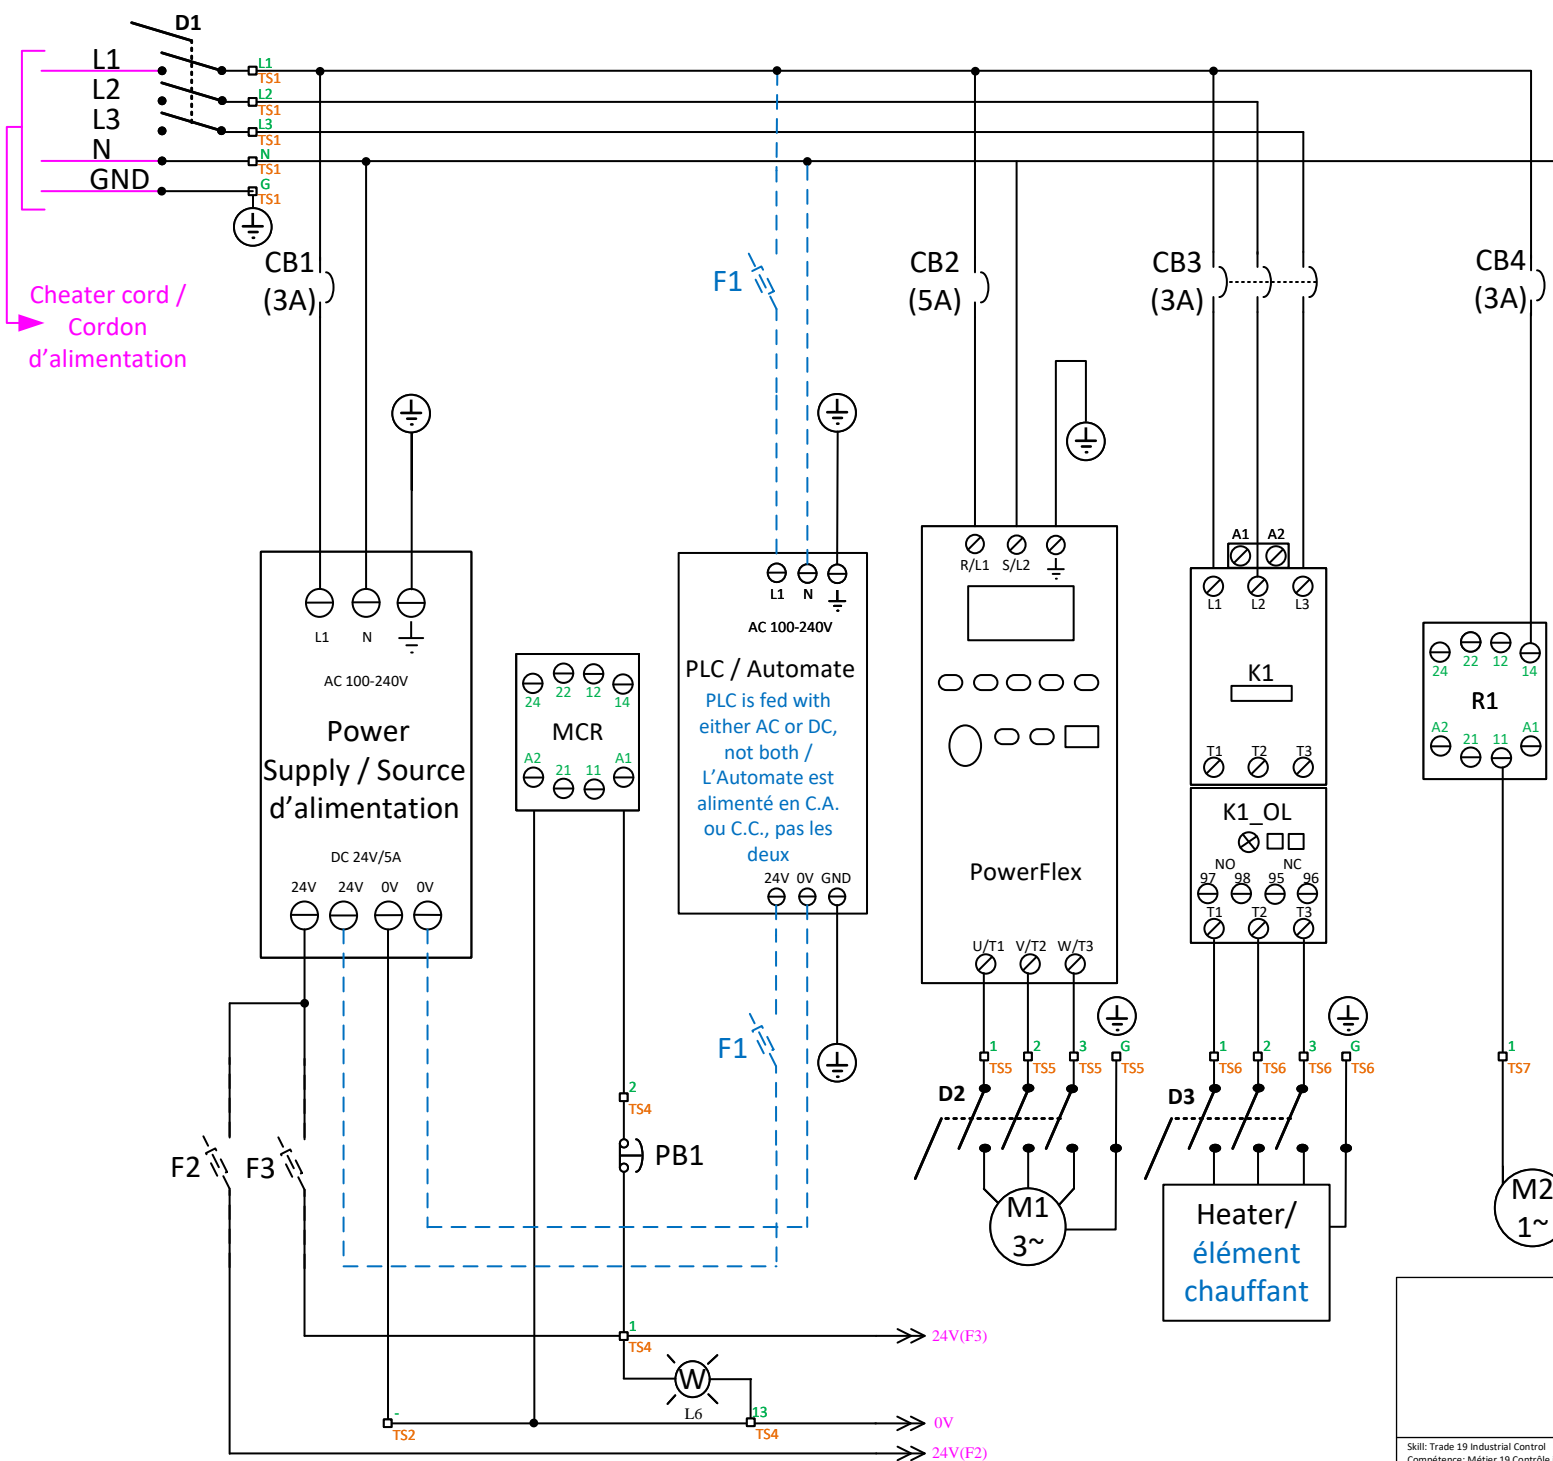 D1
L1
L2
L3
N
GND
L1
TS1
L2
TS1
L3
TS1
N
TS1
G
TS1
Cheater cord /
Cordon
d'alimentation
CB1
(3A)
F1
CB2
(5A)
CB3
(3A)
CB4
(3A)
L1
N
AC 100-240V
Power
Supply / Source
d'alimentation
DC 24V/5A
24V
24V
0V
0V
24
22
12
14
MCR
A2
21
11
A1
L1
N
AC 100-240V
PLC / Automate
PLC is fed with
either AC or DC,
not both /
L'Automate est
alimenté en C.A.
ou C.C., pas les
deux
24V
0V
GND
R/L1
S/L2
PowerFlex
U/T1
V/T2
W/T3
A1
A2
L1
L2
L3
K1
T1
T2
T3
K1_OL
NO
NC
97
98
95
96
T1
T2
T3
24
22
12
14
R1
A2
21
11
A1
F1
1
TS5
2
TS5
3
TS5
G
TS5
1
TS6
2
TS6
3
TS6
G
TS6
1
TS7
D2
D3
2
TS4
PB1
F2
F3
M1
3~
Heater/
élément
chauffant
M2
1~
1
TS4
24V(F3)
W
L6
-
TS2
13
TS4
0V
24V(F2)
Skill: Trade 19 Industrial Control
Compétence: Métier 19 Contrôle